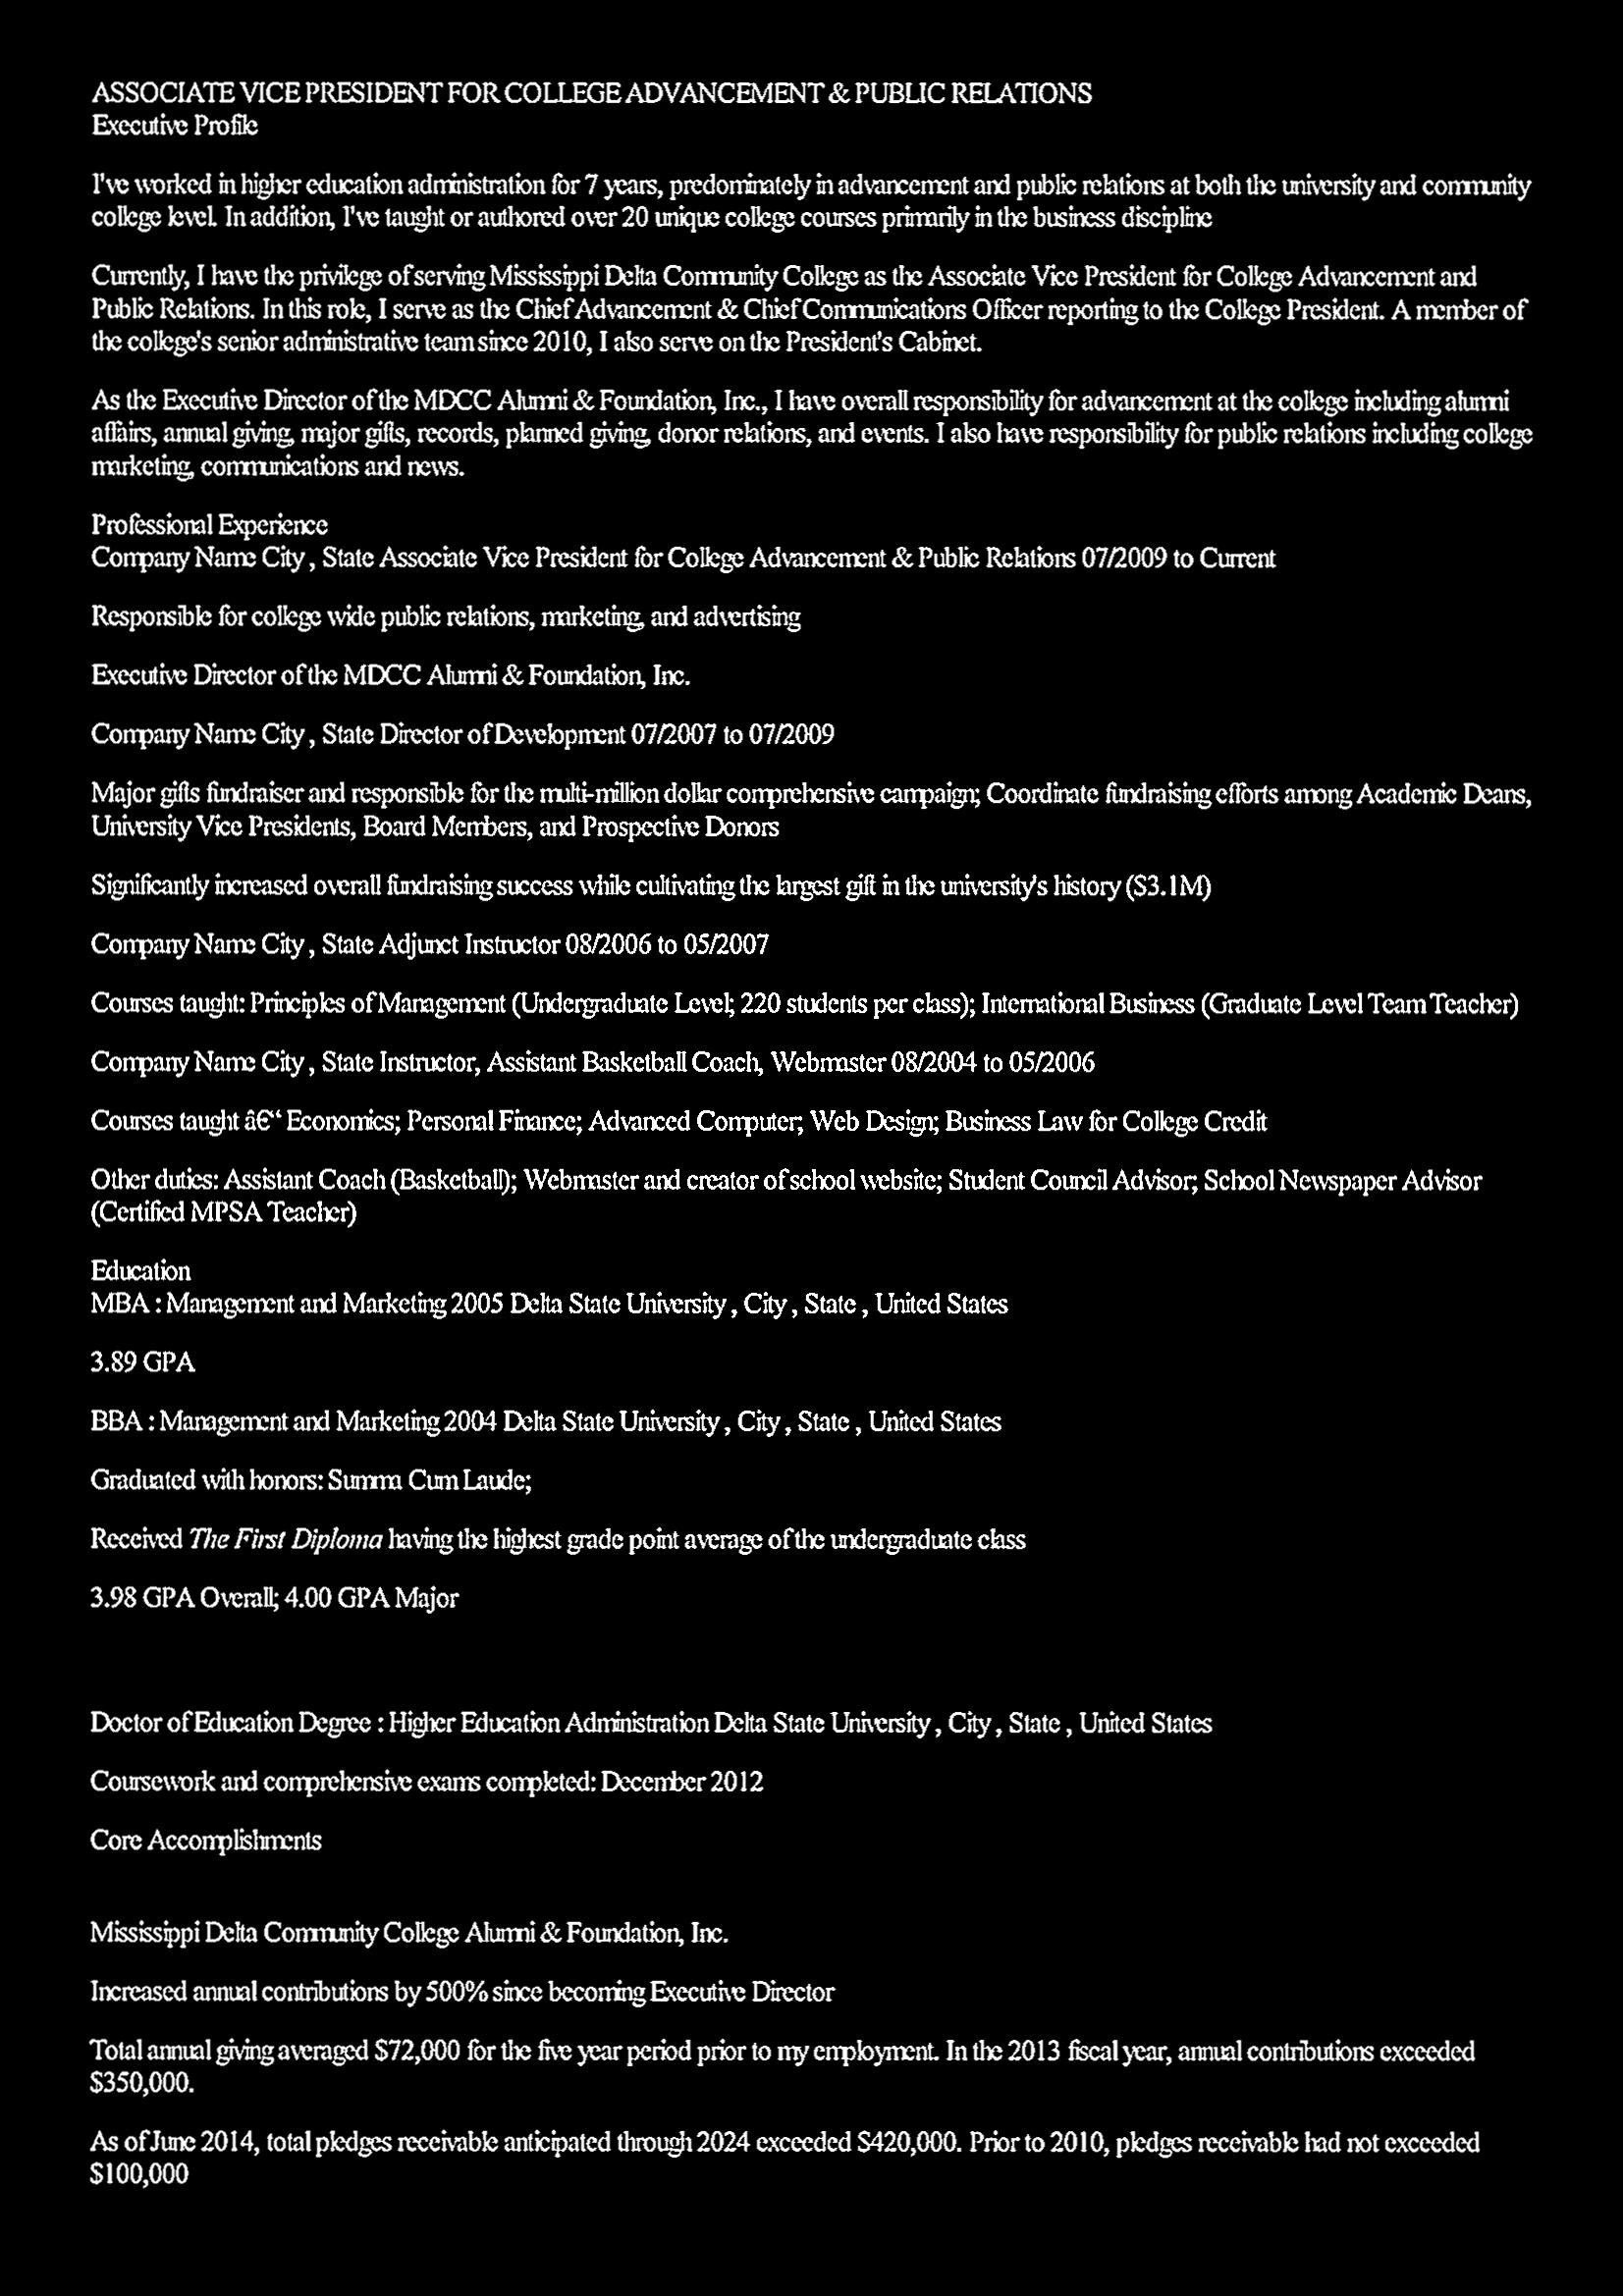 ASSOCIATE VICE PRESIDENT FOR COLLEGE ADVANCEMENT & PUBLIC RELATIONS
Executive Profile
I've worked in higher education administration for 7 years, predominately in advancement and public relations at both the university and community
college level. In addition, I've taught or authored over 20 unique college courses primarily in the business discipline
Currently, I have the privilege of serving Mississippi Delta Community College as the Associate Vice President for College Advancement and
Public Relations. In this role, I serve as the Chief Advancement & Chief Communications Officer reporting to the College President. A member of
the college's senior administrative team since 2010, I also serve on the President's Cabinet.
As the Executive Director of the MDCC Alumni & Foundation, Inc., I have overall responsibility for advancement at the college including alumni
affairs, annual giving, major gifts, records, planned giving, donor relations, and events. I also have responsibility for public relations including college
marketing, communications and news.
Professional Experience
Company Name City , State Associate Vice President for College Advancement & Public Relations 07/2009 to Current
Responsible for college wide public relations, marketing, and advertising
Executive Director of the MDCC Alumni & Foundation, Inc.
Company Name City , State Director of Development 07/2007 to 07/2009
Major gifts fundraiser and responsible for the multi-million dollar comprehensive campaign; Coordinate fundraising efforts among Academic Deans,
University Vice Presidents, Board Members, and Prospective Donors
Significantly increased overall fundraising success while cultivating the largest gift in the university's history ($3.1M)
Company Name City , State Adjunct Instructor 08/2006 to 05/2007
Courses taught: Principles of Management (Undergraduate Level; 220 students per class); International Business (Graduate Level Team Teacher)
Company Name City , State Instructor, Assistant Basketball Coach, Webmaster 08/2004 to 05/2006
Courses taught â€“ Economics; Personal Finance; Advanced Computer; Web Design; Business Law for College Credit
Other duties: Assistant Coach (Basketball); Webmaster and creator of school website; Student Council Advisor; School Newspaper Advisor
(Certified MPSA Teacher)
Education
MBA : Management and Marketing 2005 Delta State University , City , State , United States
3.89 GPA
BBA : Management and Marketing 2004 Delta State University , City , State , United States
Graduated with honors: Summa Cum Laude;
Received The First Diploma having the highest grade point average of the undergraduate class
3.98 GPA Overall; 4.00 GPA Major
Doctor of Education Degree : Higher Education Administration Delta State University , City , State , United States
Coursework and comprehensive exams completed: December 2012
Core Accomplishments
Mississippi Delta Community College Alumni & Foundation, Inc.
Increased annual contributions by 500% since becoming Executive Director
Total annual giving averaged $72,000 for the five year period prior to my employment. In the 2013 fiscal year, annual contributions exceeded
$350,000.
As of June 2014, total pledges receivable anticipated through 2024 exceeded $420,000. Prior to 2010, pledges receivable had not exceeded
$100,000